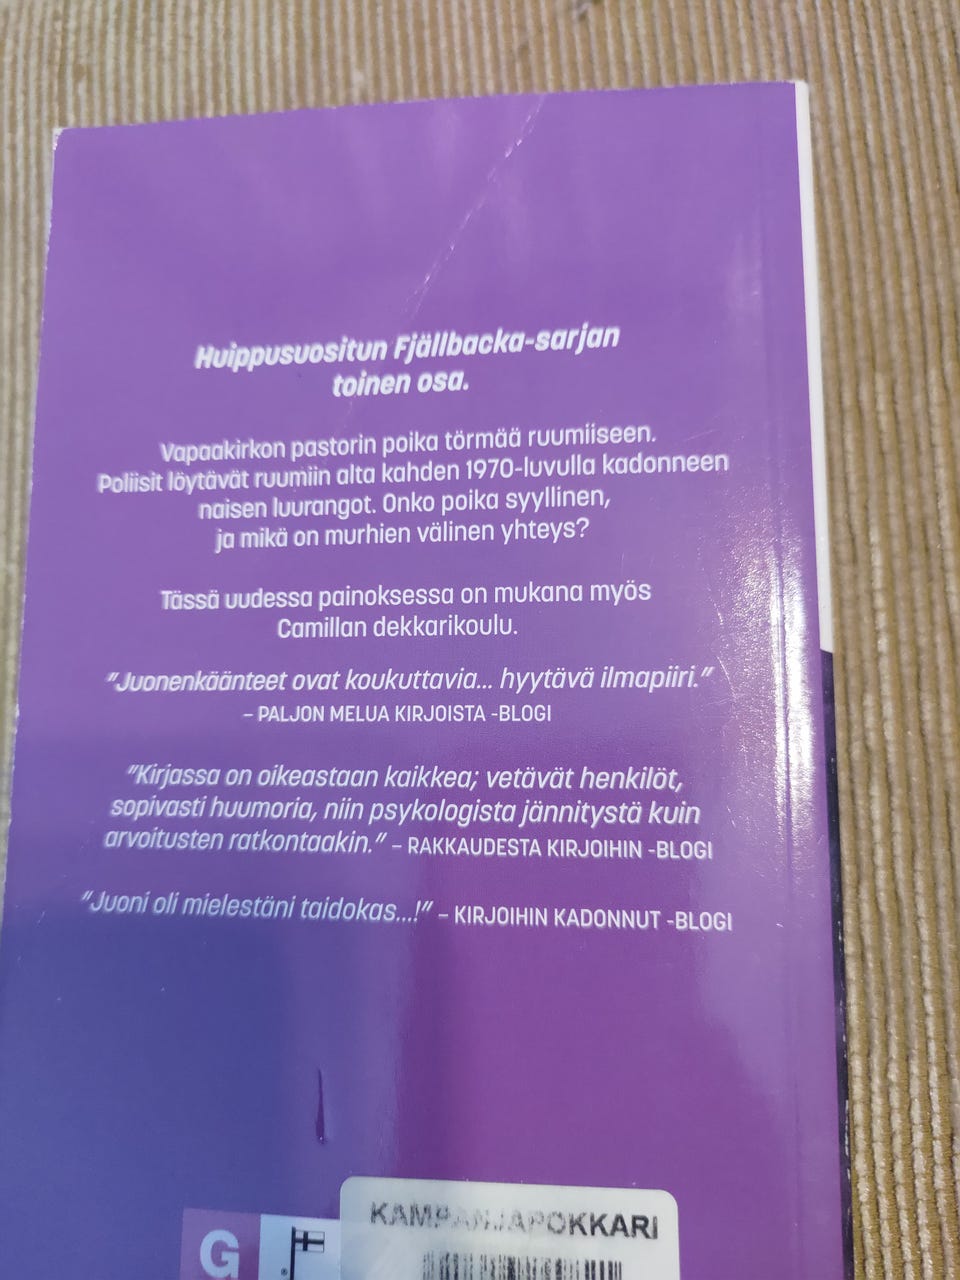 Huippusuositun Fjällbacka-sarjan
toinen osa.
Vapaakirkon pastorin poika törmää ruumiiseen.
Poliisit löytävät ruumiin alta kahden 1970-luvulla kadonneen
naisen luurangot. Onko poika syyllinen,
ja mikä on murhien välinen yhteys?
Tässä uudessa painoksessa on mukana myös
Camillan dekkarikoulu.
"Juonenkäänteet ovat koukuttavia... hyytävä ilmapiiri."
– PALJON MELUA KIRJOISTA -BLOGI
"Kirjassa on oikeastaan kaikkea; vetävät henkilöt,
sopivasti huumoria, niin psykologista jännitystä kuin
arvoitusten ratkontaakin." – RAKKAUDESTA KIRJOIHIN -BLOGI
"Juoni oli mielestäni taidokas...!" – KIRJOIHIN KADONNUT -BLOGI
KAMPANJAPOKKARI
G